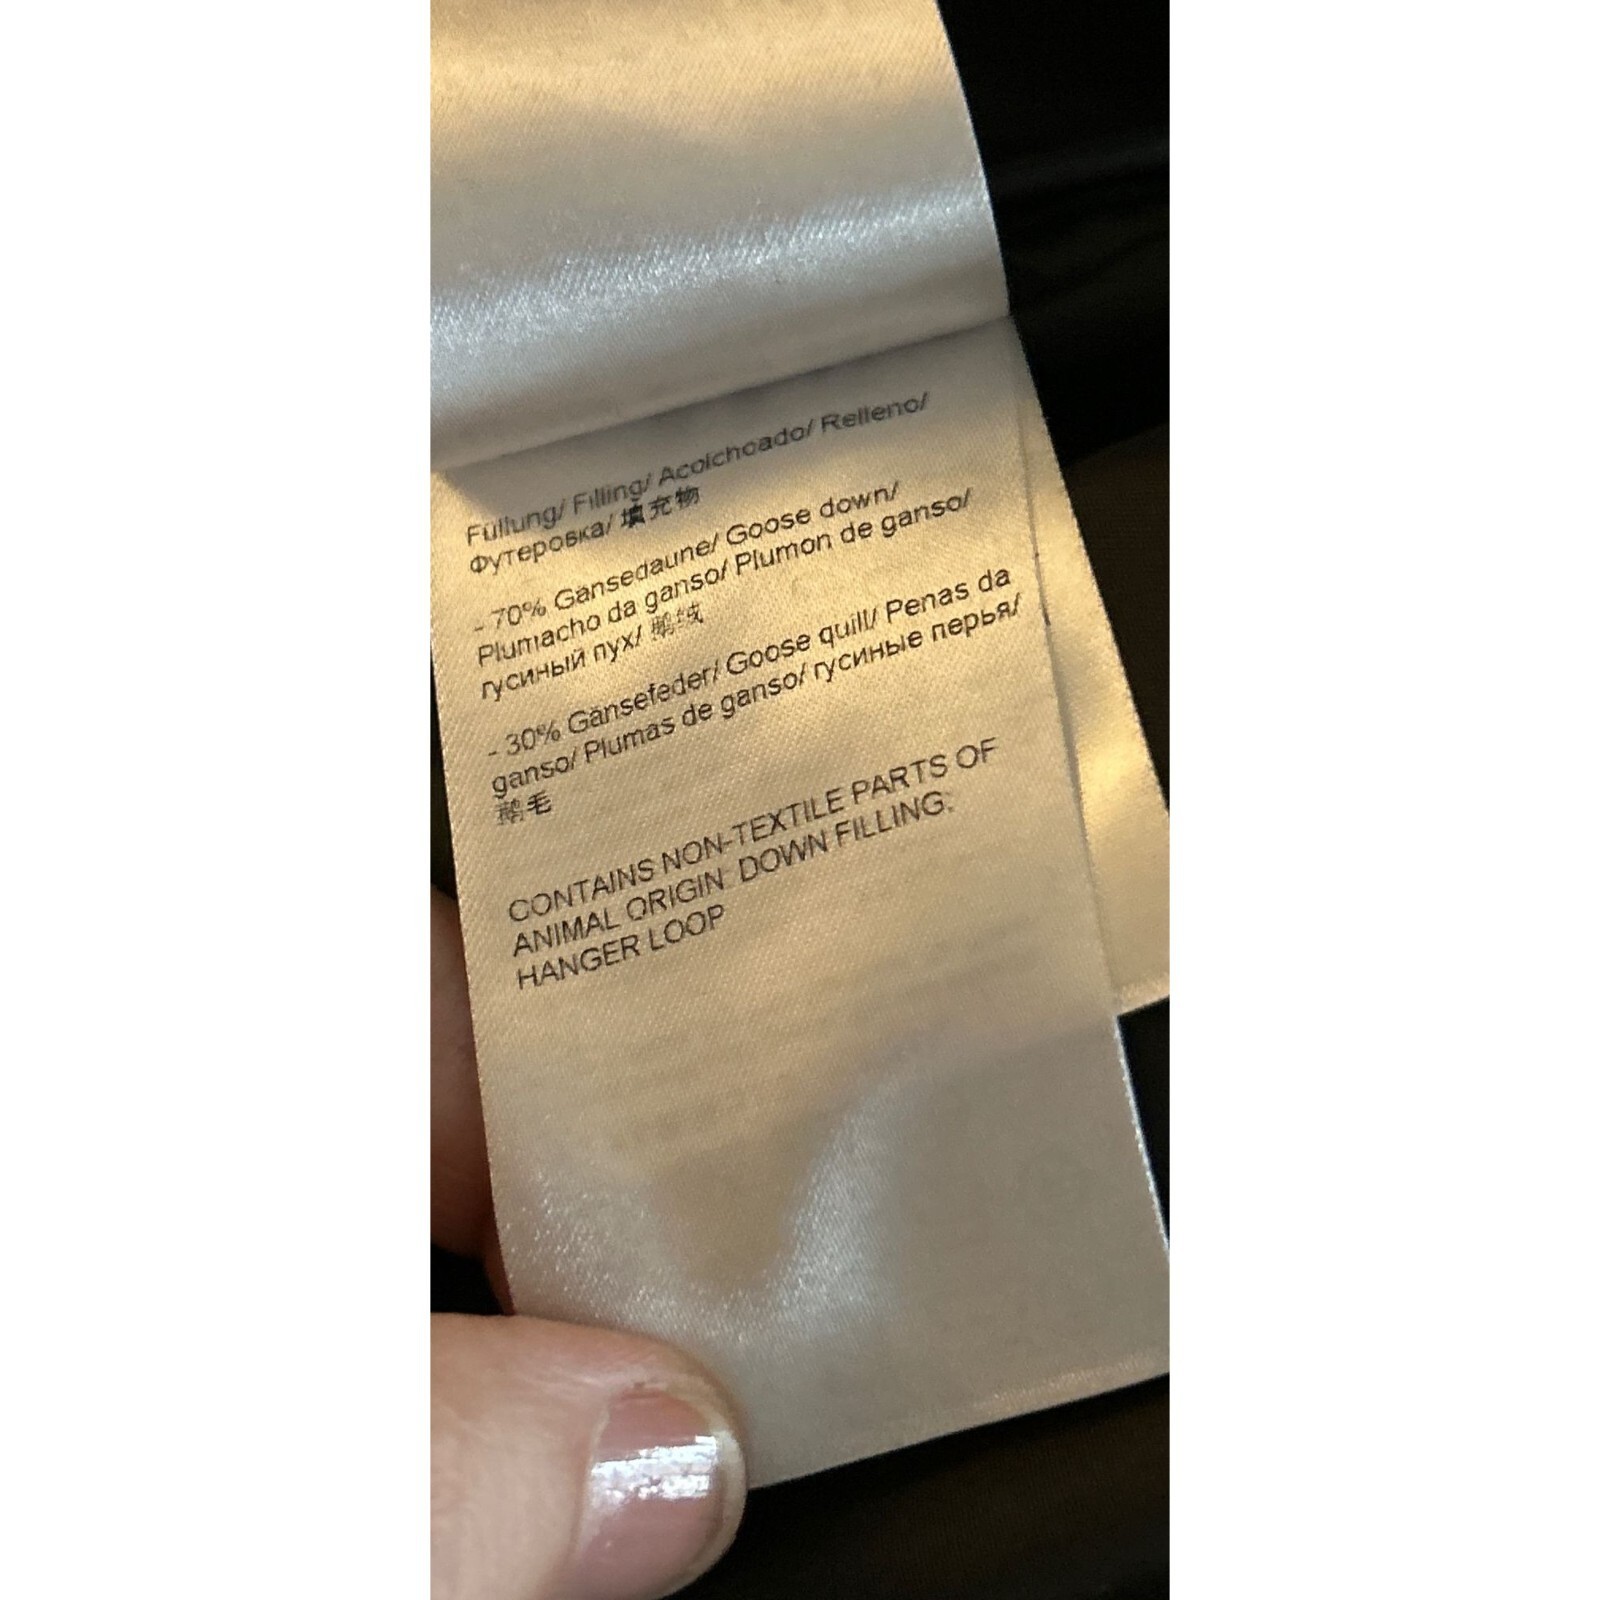 Füllung/ Filling/ Acolchoado/ Relleno/
Футеровка/ 填充物
- 70% Gänsedaune/ Goose down/
Plumacho da ganso/ Plumon de ganso/
гусиный пух/ 鹅绒
- 30% Gänsefeder/ Goose quill/ Penas da
ganso/ Plumas de ganso/ гусиные перья/
鹅毛
CONTAINS NON-TEXTILE PARTS OF
ANIMAL ORIGIN: DOWN FILLING;
HANGER LOOP